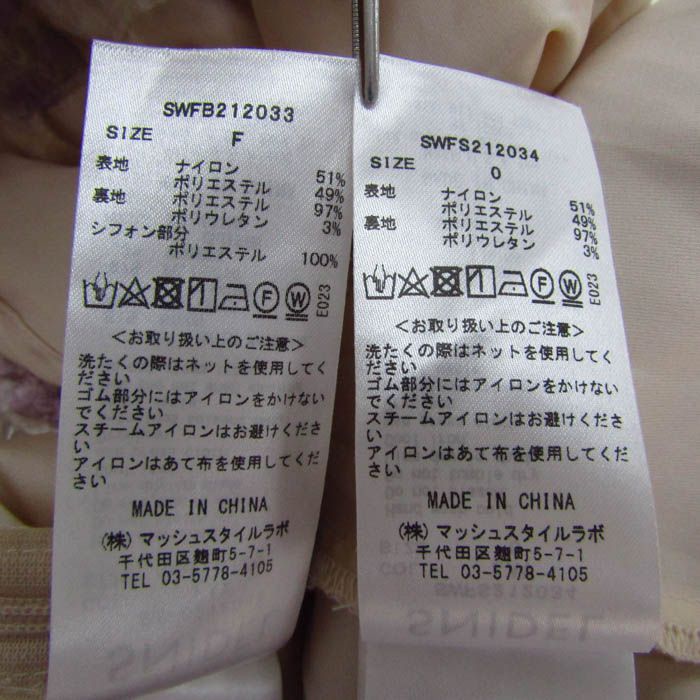 SWFB212033
SIZE F
表地 ナイロン 51%
ポリエステル 49%
裏地 ポリエステル 97%
ポリウレタン 3%
シフォン部分
ポリエステル 100%
F W E023
<お取り扱い上のご注意>
洗たくの際はネットを使用してく
ださい
ゴム部分にはアイロンをかけない
でください
スチームアイロンはお避けくださ
い
アイロンはあて布を使用してくだ
さい
MADE IN CHINA
(株)マッシュスタイルラボ
千代田区麹町5-7-1
TEL 03-5778-4105
SWFS212034
SIZE 0
表地 ナイロン 51%
ポリエステル 49%
裏地 ポリエステル 97%
ポリウレタン 3%
F W E023
<お取り扱い上のご注意>
洗たくの際はネットを使用してく
ださい
ゴム部分にはアイロンをかけない
でください
スチームアイロンはお避けくださ
い
アイロンはあて布を使用してくだ
さい
MADE IN CHINA
(株)マッシュスタイルラボ
千代田区麹町5-7-1
TEL 03-5778-4105
SWFS212034
SNIDEL
SNIDEL